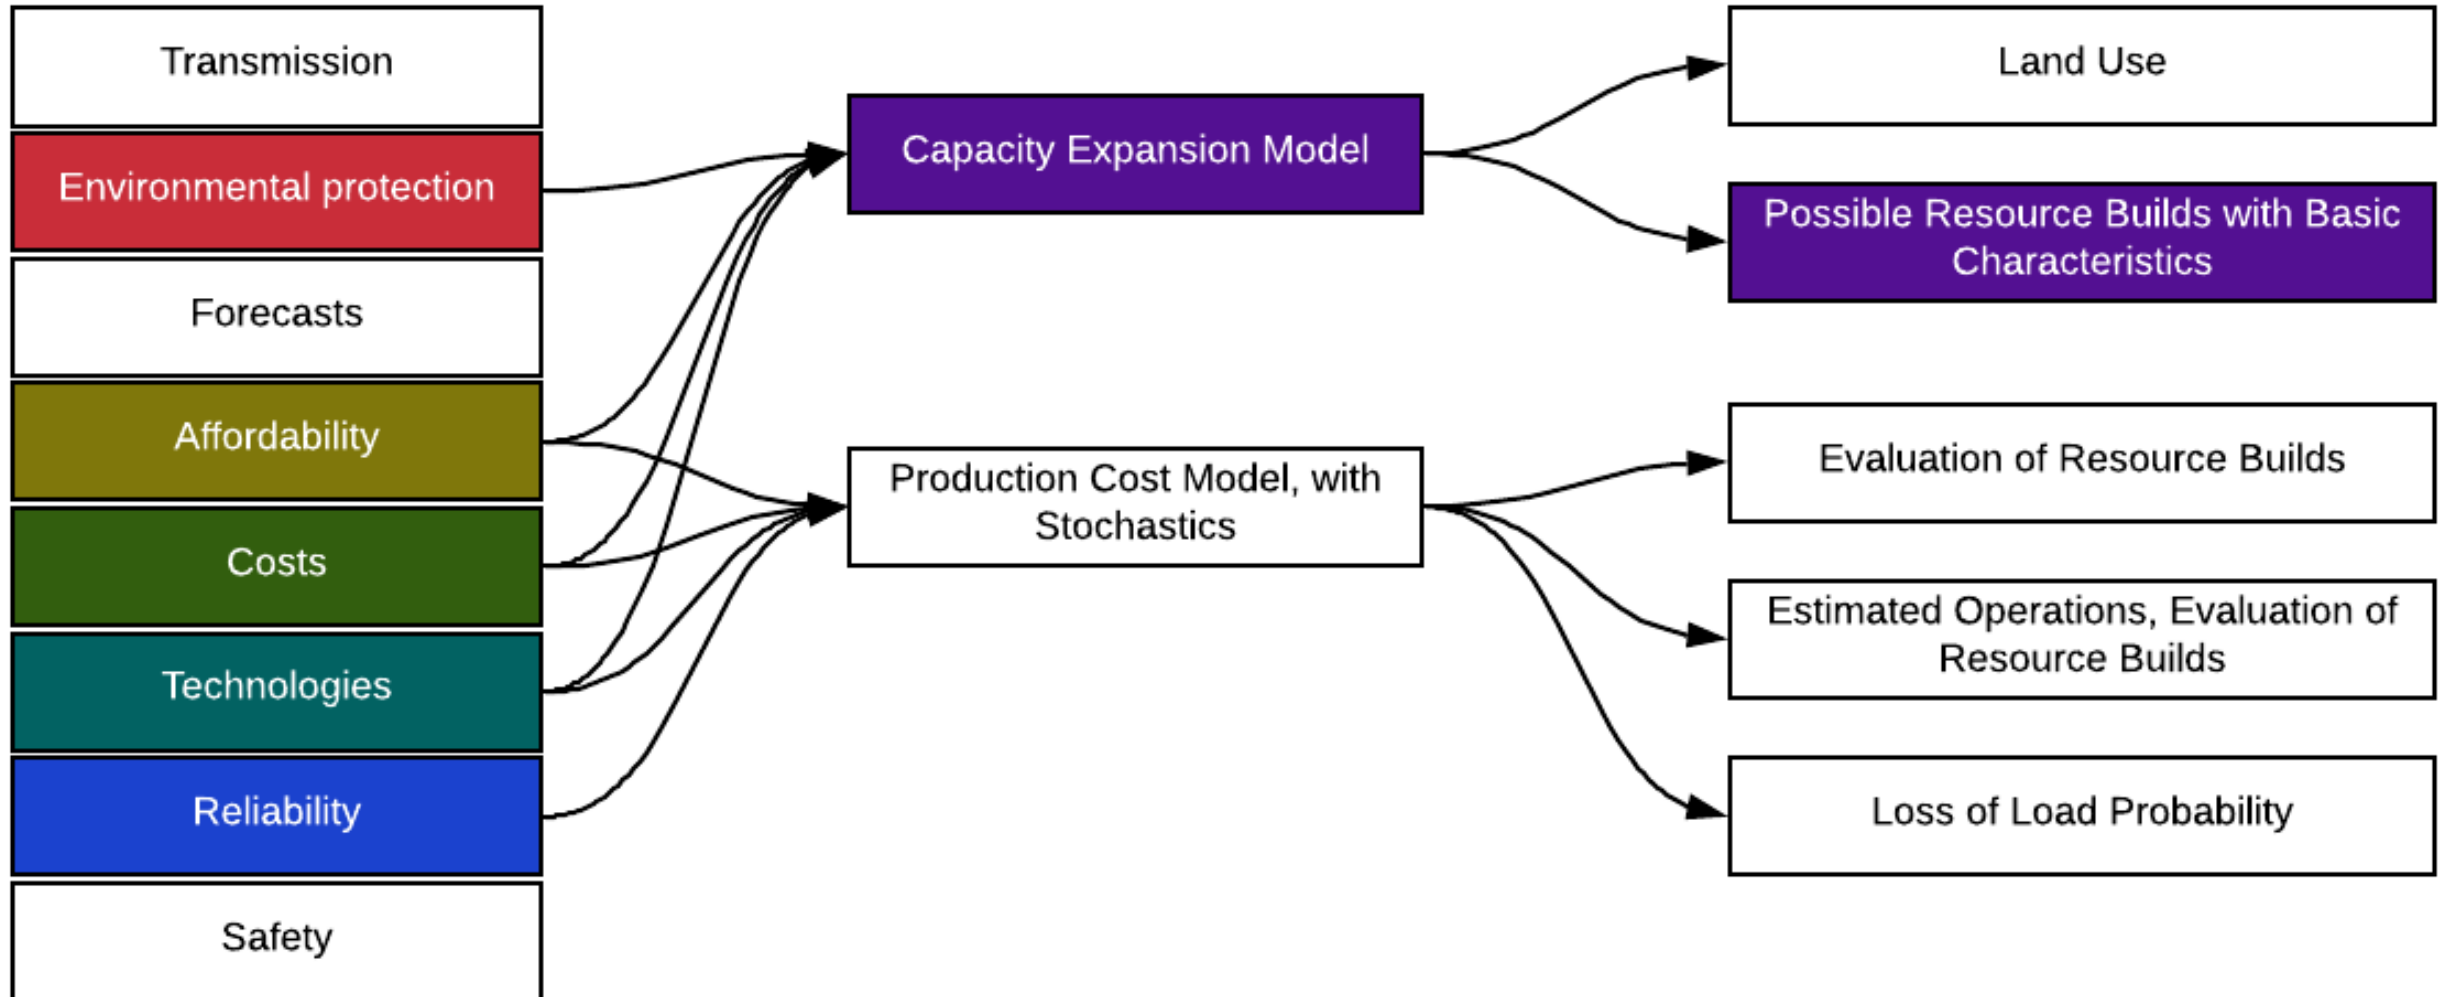 Transmission
Environmental protection
Forecasts
Affordability
Costs
Technologies
Reliability
Safety
Capacity Expansion Model
Production Cost Model, with
Stochastics
Land Use
Possible Resource Builds with Basic
Characteristics
Evaluation of Resource Builds
Estimated Operations, Evaluation of
Resource Builds
Loss of Load Probability